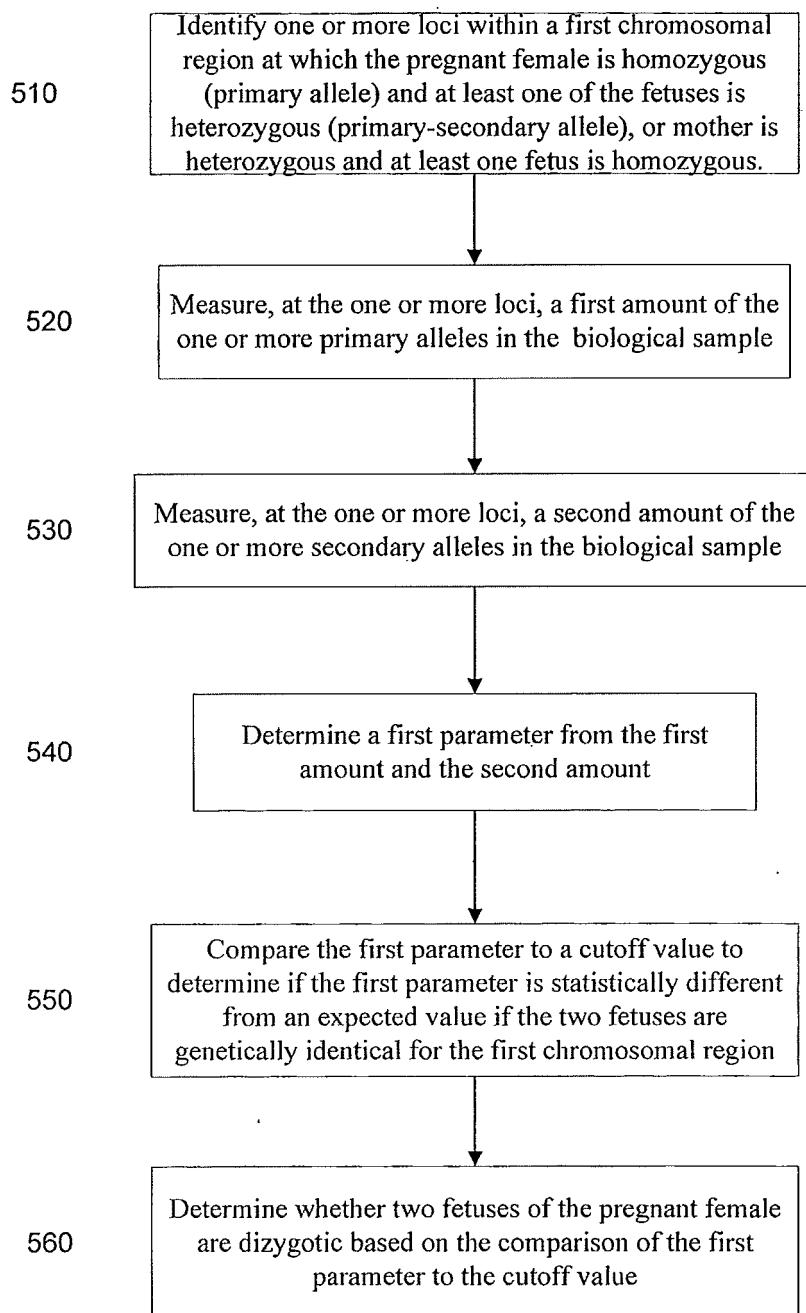 510
Identify one or more loci within a first chromosomal
region at which the pregnant female is homozygous
(primary allele) and at least one of the fetuses is
heterozygous (primary-secondary allele), or mother is
heterozygous and at least one fetus is homozygous.
520
Measure, at the one or more loci, a first amount of the
one or more primary alleles in the biological sample
530
Measure, at the one or more loci, a second amount of the
one or more secondary alleles in the biological sample
540
Determine a first parameter from the first
amount and the second amount
550
Compare the first parameter to a cutoff value to
determine if the first parameter is statistically different
from an expected value if the two fetuses are
genetically identical for the first chromosomal region
560
Determine whether two fetuses of the pregnant female
are dizygotic based on the comparison of the first
parameter to the cutoff value